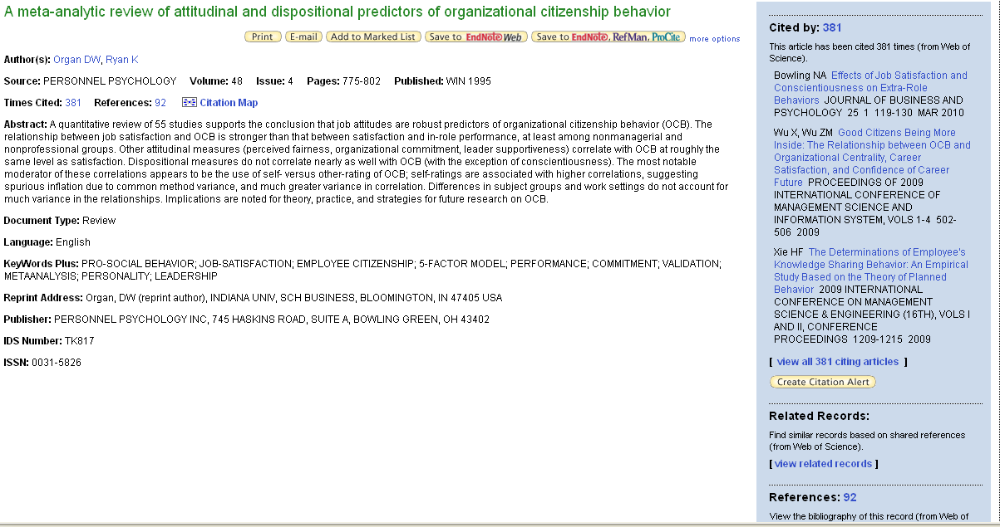 A meta-analytic review of attitudinal and dispositional predictors of organizational citizenship behavior
Print E-mail Add to Marked List Save to EndNote Web Save to EndNote, RefMan, ProCite more options
Author(s): Organ DW, Ryan K
Source: PERSONNEL PSYCHOLOGY Volume: 48 Issue: 4 Pages: 775-802 Published: WIN 1995
Times Cited: 381 References: 92 Citation Map
Abstract: A quantitative review of 55 studies supports the conclusion that job attitudes are robust predictors of organizational citizenship behavior (OCB). The
relationship between job satisfaction and OCB is stronger than that between satisfaction and in-role performance, at least among nonmanagerial and
nonprofessional groups. Other attitudinal measures (perceived fairness, organizational commitment, leader supportiveness) correlate with OCB at roughly the
same level as satisfaction. Dispositional measures do not correlate nearly as well with OCB (with the exception of conscientiousness). The most notable
moderator of these correlations appears to be the use of self- versus other-rating of OCB; self-ratings are associated with higher correlations, suggesting
spurious inflation due to common method variance, and much greater variance in correlation. Differences in subject groups and work settings do not account for
much variance in the relationships. Implications are noted for theory, practice, and strategies for future research on OCB.
Document Type: Review
Language: English
KeyWords Plus: PRO-SOCIAL BEHAVIOR; JOB-SATISFACTION; EMPLOYEE CITIZENSHIP; 5-FACTOR MODEL; PERFORMANCE; COMMITMENT; VALIDATION;
METAANALYSIS; PERSONALITY; LEADERSHIP
Reprint Address: Organ, DW (reprint author), INDIANA UNIV, SCH BUSINESS, BLOOMINGTON, IN 47405 USA
Publisher: PERSONNEL PSYCHOLOGY INC, 745 HASKINS ROAD, SUITE A, BOWLING GREEN, OH 43402
IDS Number: TK817
ISSN: 0031-5826
Cited by: 381
This article has been cited 381 times (from Web of
Science).
Bowling NA Effects of Job Satisfaction and
Conscientiousness on Extra-Role
Behaviors JOURNAL OF BUSINESS AND
PSYCHOLOGY 25 1 119-130 MAR 2010
Wu X, Wu ZM Good Citizens Being More
Inside: The Relationship between OCB and
Organizational Centrality, Career
Satisfaction, and Confidence of Career
Future PROCEEDINGS OF 2009
INTERNATIONAL CONFERENCE OF
MANAGEMENT SCIENCE AND
INFORMATION SYSTEM, VOLS 1-4 502-
506 2009
Xie HF The Determinations of Employee's
Knowledge Sharing Behavior: An Empirical
Study Based on the Theory of Planned
Behavior 2009 INTERNATIONAL
CONFERENCE ON MANAGEMENT
SCIENCE & ENGINEERING (16TH), VOLS I
AND II, CONFERENCE
PROCEEDINGS 1209-1215 2009
[ view all 381 citing articles ]
Create Citation Alert
Related Records:
Find similar records based on shared references
(from Web of Science).
[ view related records ]
References: 92
View the bibliography of this record (from Web of